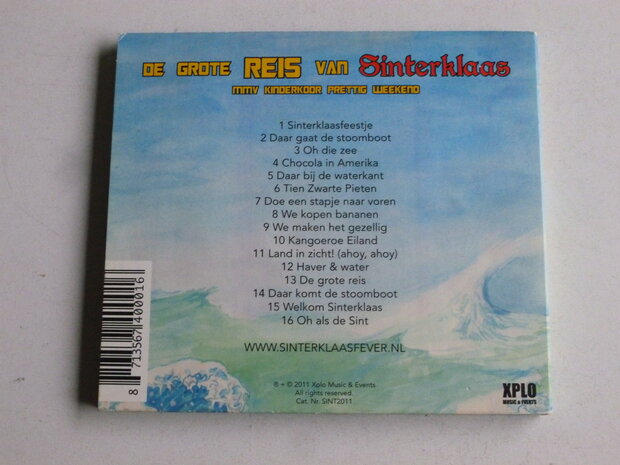 DE GROTE REIS VAN Sinterklaas
MMV KINDERKOOR PRETTIG WEEKEND
1 Sinterklaasfeestje
2 Daar gaat de stoomboot
3 Oh die zee
4 Chocola in Amerika
5 Daar bij de waterkant
6 Tien Zwarte Pieten
7 Doe een stapje naar voren
8 We kopen bananen
9 We maken het gezellig
10 Kangoeroe Eiland
11 Land in zicht! (ahoy, ahoy)
12 Haver & water
13 De grote reis
14 Daar komt de stoomboot
15 Welkom Sinterklaas
16 Oh als de Sint
WWW.SINTERKLAASFEVER.NL
℗ + © 2011 Xplo Music & Events
All rights reserved.
Cat. Nr. SINT2011
8 713567 400016
XPLO
MUSIC & EVENTS